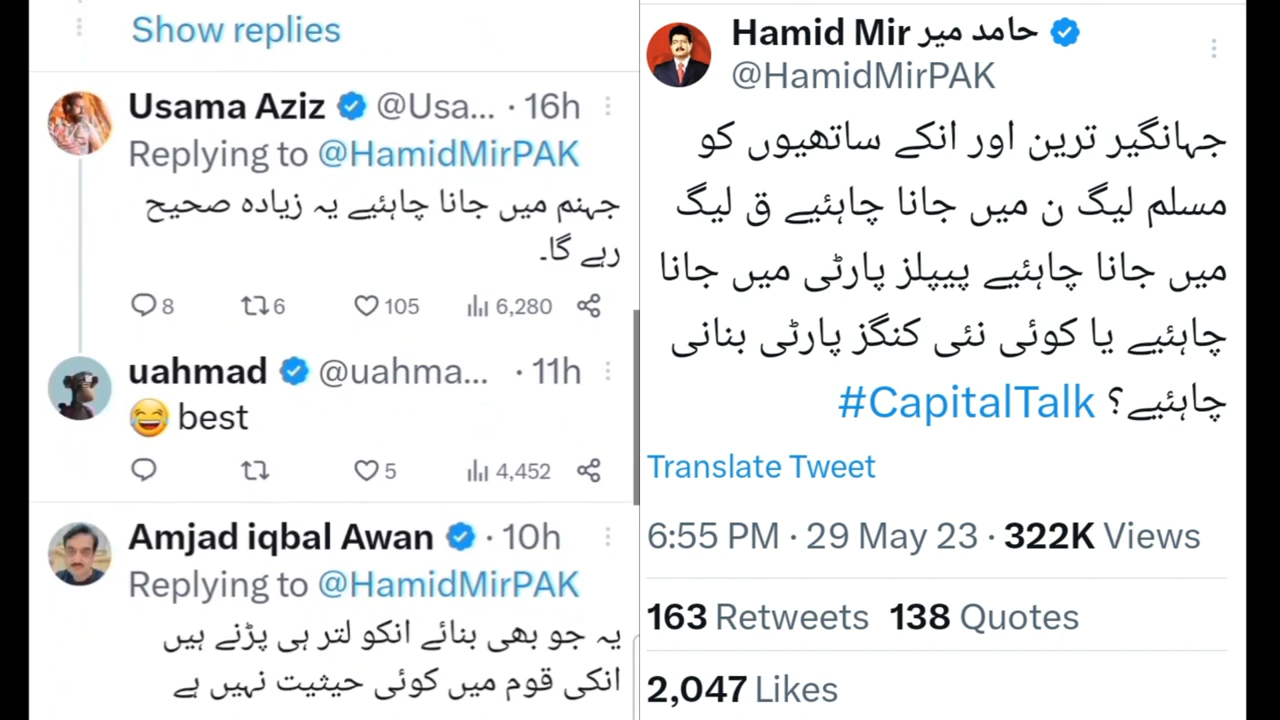 Show replies
Usama Aziz @Usa... · 16h
Replying to @HamidMirPAK
جہنم میں جانا چاہئیے یہ زیادہ صحیح
رہے گا۔
8 6 105 6,280
uahmad @uahma... · 11h
😂 best
5 4,452
Amjad iqbal Awan · 10h
Replying to @HamidMirPAK
یہ جو بھی بنائے انکو لتر ہی پڑنے ہیں
انکی قوم میں کوئی حیثیت نہیں ہے
Hamid Mir حامد میر
@HamidMirPAK
جہانگیر ترین اور انکے ساتھیوں کو
مسلم لیگ ن میں جانا چاہئیے ق لیگ
میں جانا چاہئیے پیپلز پارٹی میں جانا
چاہئیے یا کوئی نئی کنگز پارٹی بنانی
چاہئیے؟ #CapitalTalk
Translate Tweet
6:55 PM · 29 May 23 · 322K Views
163 Retweets 138 Quotes
2,047 Likes